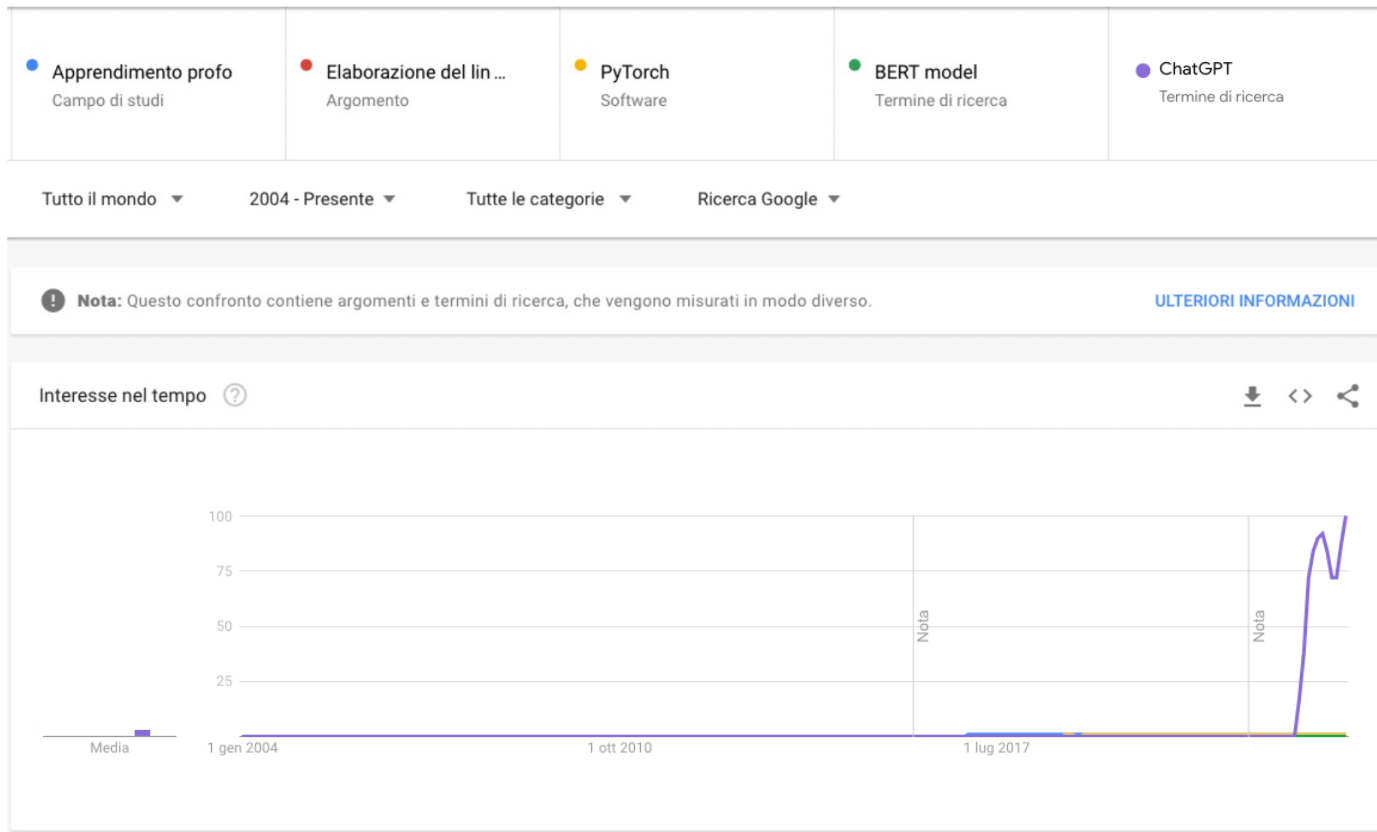 Apprendimento profo
Campo di studi
Elaborazione del lin ...
Argomento
PyTorch
Software
BERT model
Termine di ricerca
ChatGPT
Termine di ricerca
Tutto il mondo
2004 - Presente
Tutte le categorie
Ricerca Google
Nota: Questo confronto contiene argomenti e termini di ricerca, che vengono misurati in modo diverso.
ULTERIORI INFORMAZIONI
Interesse nel tempo
100
75
50
25
Nota
Nota
Media
1 gen 2004
1 ott 2010
1 lug 2017